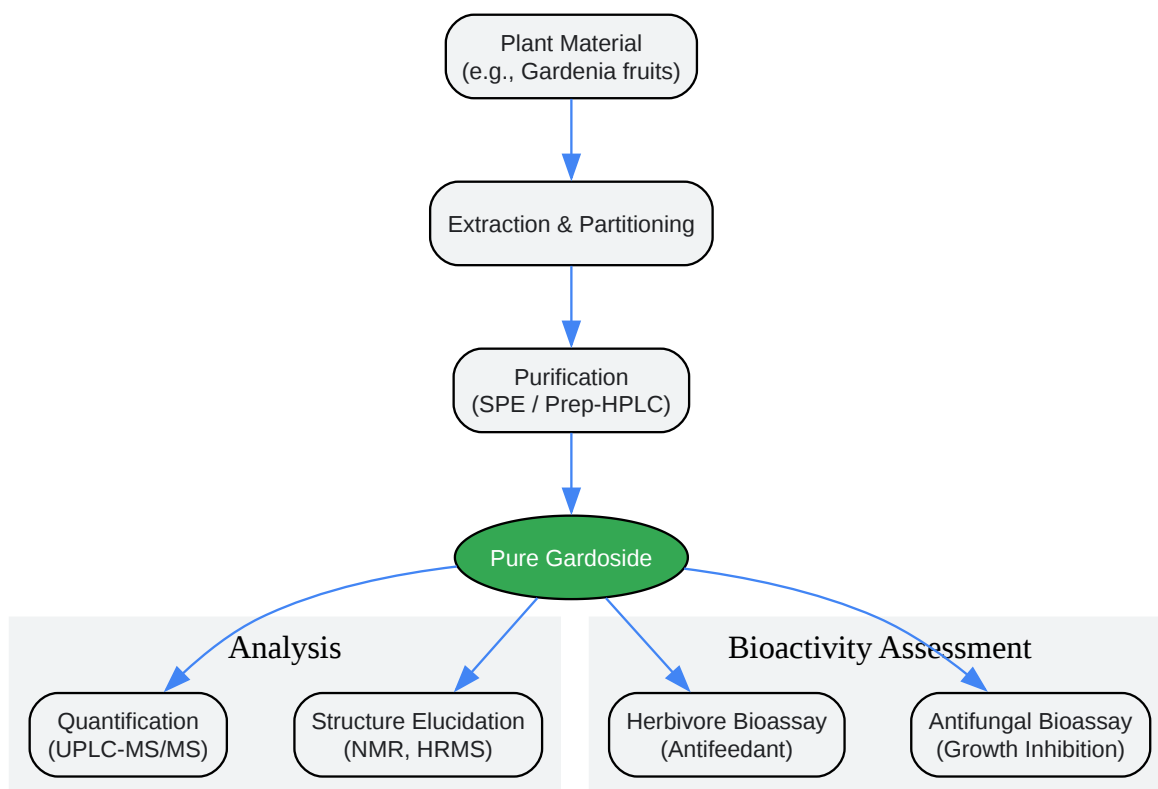 Plant Material
(e.g., Gardenia fruits)
Extraction & Partitioning
Purification
(SPE / Prep-HPLC)
Pure Gardoside
Analysis
Bioactivity Assessment
Quantification
(UPLC-MS/MS)
Structure Elucidation
(NMR, HRMS)
Herbivore Bioassay
(Antifeedant)
Antifungal Bioassay
(Growth Inhibition)